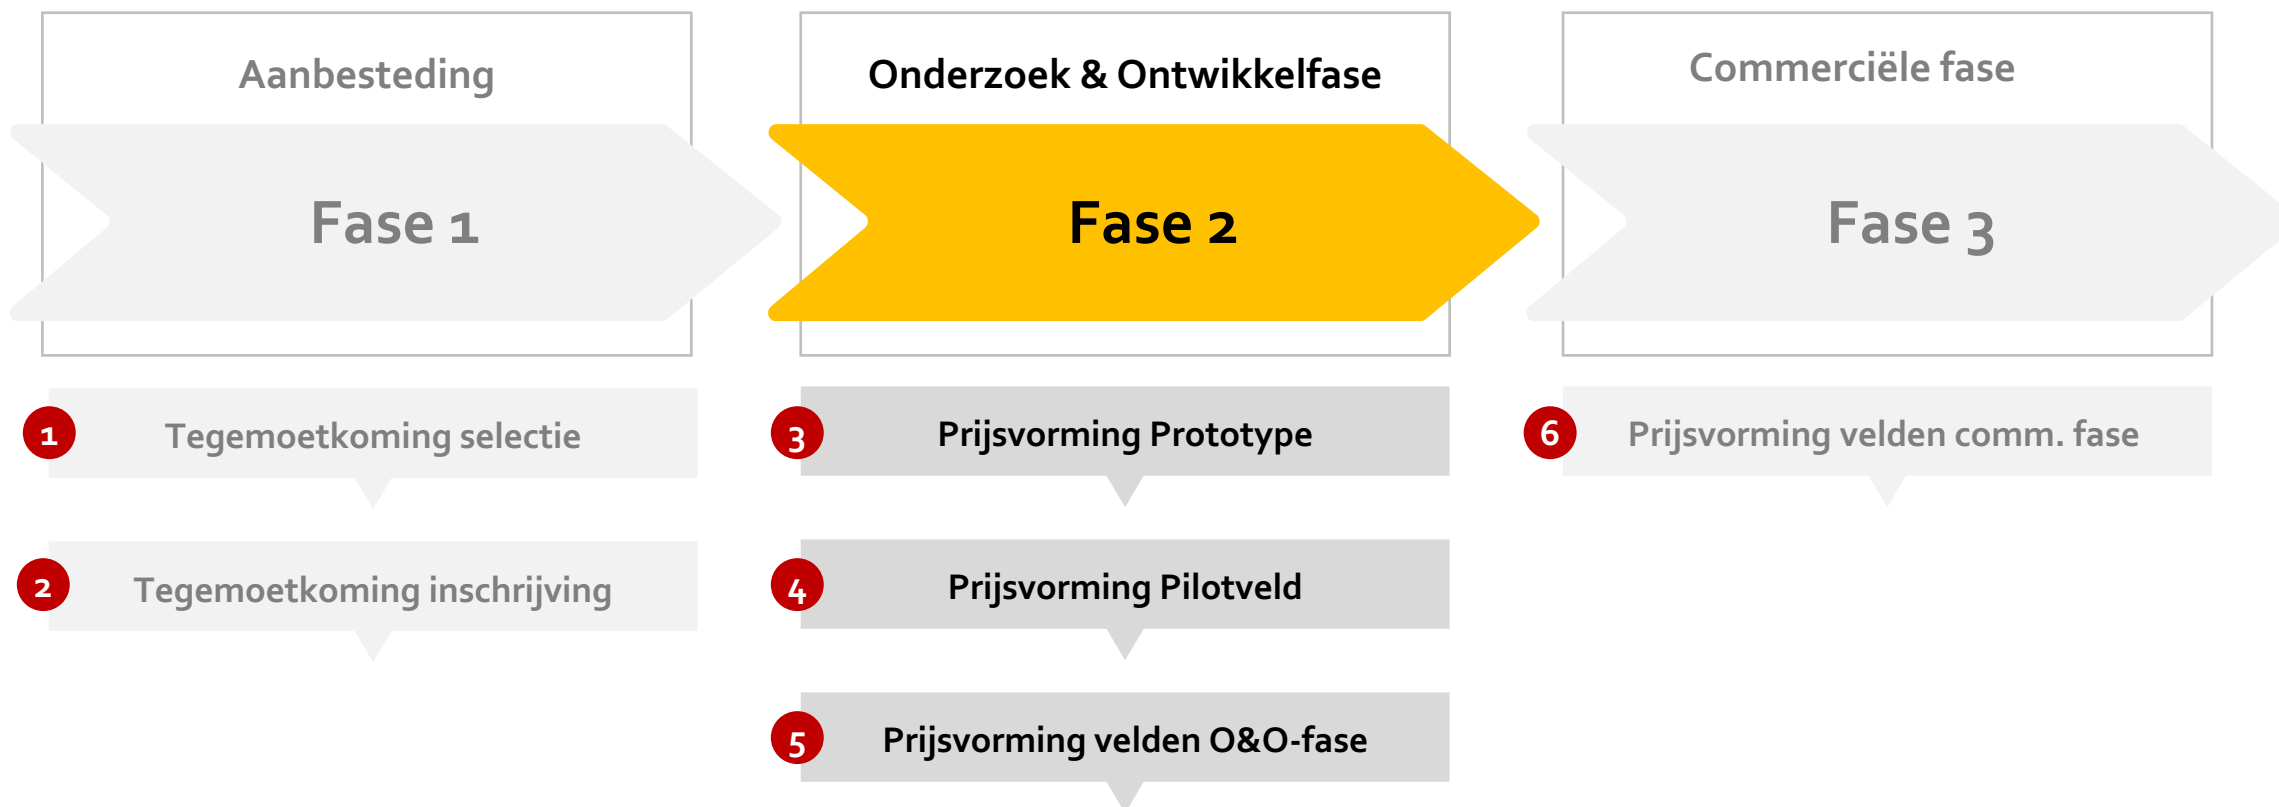 Aanbesteding
Fase 1
1 Tegemoetkoming selectie
2 Tegemoetkoming inschrijving
Onderzoek & Ontwikkelfase
Fase 2
3 Prijsvorming Prototype
4 Prijsvorming Pilotveld
5 Prijsvorming velden O&O-fase
Commerciële fase
Fase 3
6 Prijsvorming velden comm. fase